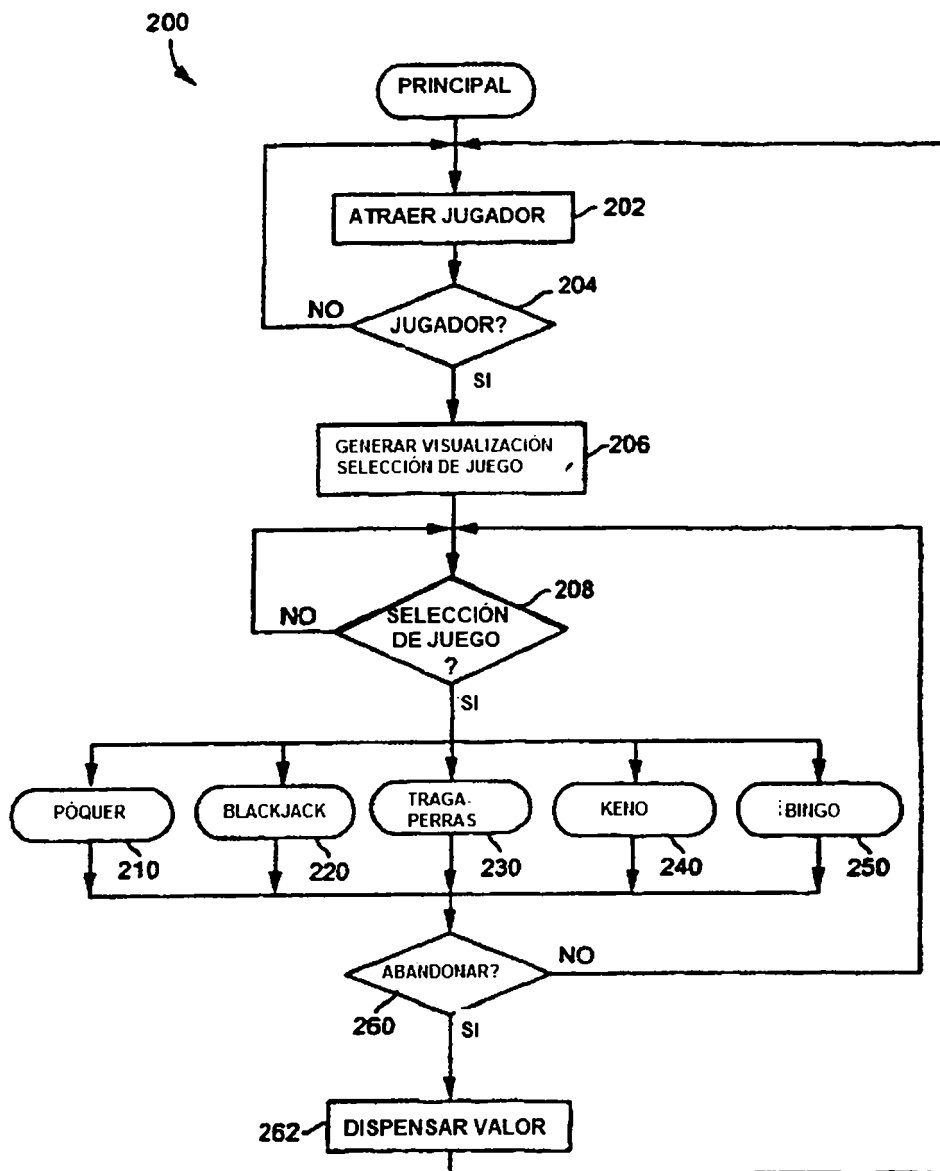 200
PRINCIPAL
ATRAER JUGADOR
202
204
NO
JUGADOR?
SI
GENERAR VISUALIZACIÓN
SELECCIÓN DE JUEGO
206
208
NO
SELECCIÓN
DE JUEGO
?
SI
PÓQUER
BLACKJACK
TRAGA-
PERRAS
KENO
BINGO
210
220
230
240
250
ABANDONAR?
NO
260
SI
262
DISPENSAR VALOR